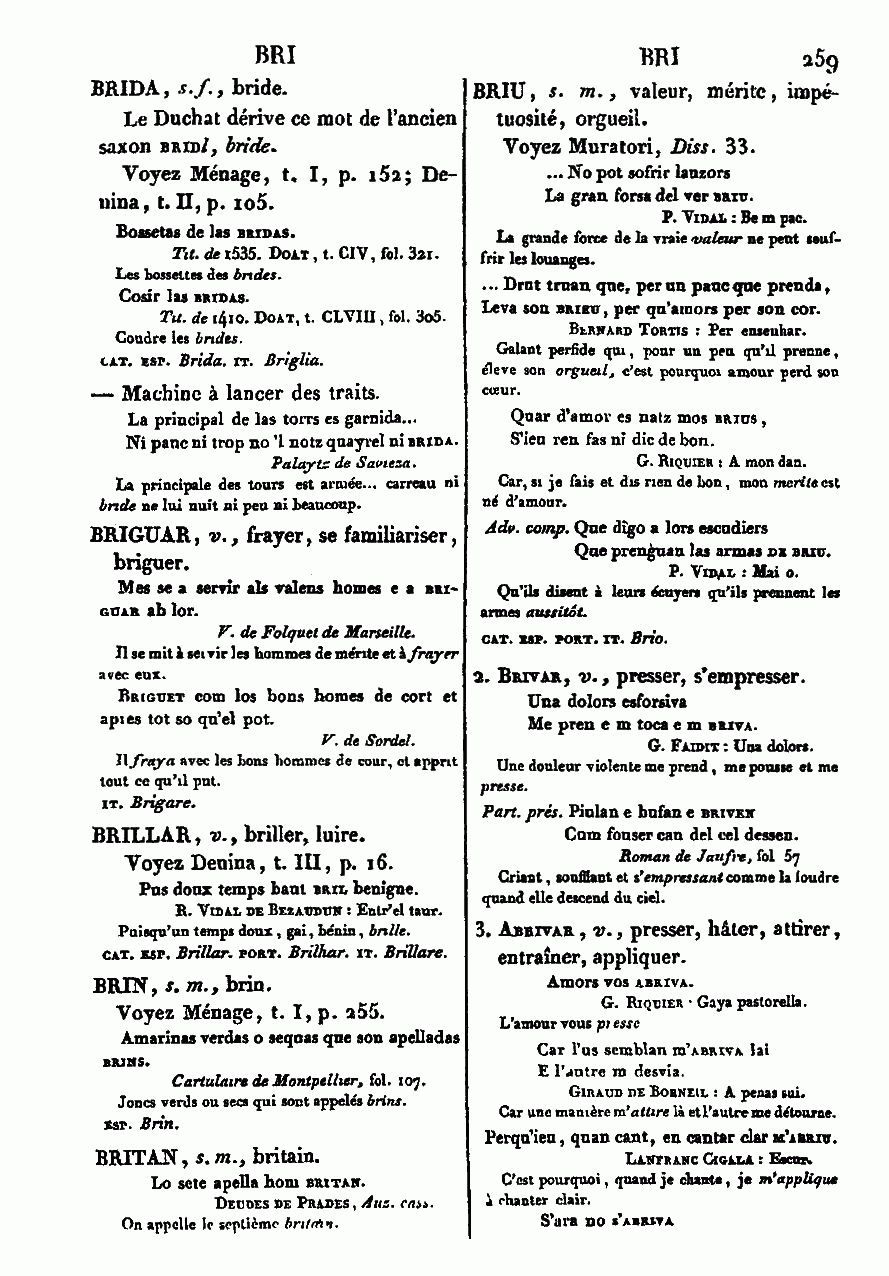 BRI
BRI 259
BRIDA, s. f., bride.
Le Duchat dérive ce mot de l'ancien
saxon BRIDl, bride.
Voyez Ménage, t. I, p. 152; De-
nina, t. II, p. 105.
Bossetas de las BRIDAS.
Tit. de 1535. DOAT, t. CIV, fol. 321.
Les bossettes des brides.
Cosir las BRIDAS.
Tit. de 1410. DOAT, t. CLVIII, fol. 305.
Coudre les brides.
CAT. ESP. Brida. IT. Briglia.
— Machine à lancer des traits.
La principal de las torrs es garnida...
Ni panc ni trop no 'l notz quayrel ni BRIDA.
Palaytz de Savieza.
La principale des tours est armée... carreau ni
bride ne lui nuit ni peu ni beaucoup.
BRIGUAR, v., frayer, se familiariser,
briguer.
Mes se a servir als valens homes e a BRI-
GUAR ab lor.
V. de Folquet de Marseille.
Il se mit à servir les hommes de mérite et à frayer
avec eux.
BRIGUET com los bons homes de cort et
apres tot so qu'el pot.
V. de Sordel.
Il fraya avec les bons hommes de cour, et apprit
tout ce qu'il put.
IT. Brigare.
BRILLAR, v., briller, luire.
Voyez Denina, t. III, p. 16.
Pus doux temps baut BRIL benigne.
R. VIDAL DE BEZAUDUN : Entr'el taur.
Puisqu'un temps doux, gai, bénin, brille.
CAT. ESP. Brillar. PORT. Brilhar. IT. Brillare.
BRIN, s. m., brin.
Voyez Ménage, t. I, p. 255.
Amarinas verdas o sequas que son apelladas
BRINS.
Cartulaire de Montpellier, fol. 107.
Joncs verds ou secs qui sont appelés brins.
ESP. Brin.
BRITAN, s. m., britain.
Lo sete apella hom BRITAN.
DEUDES DE PRADES, Auz. cass.
On appelle le septième britain.
BRIU, s. m., valeur, mérite, impé-
tuosité, orgueil.
Voyez Muratori, Diss. 33.
...No pot sofrir lauzors
La gran forsa del ver BRIU.
P. VIDAL : Be m pac.
La grande force de la vraie valeur ne peut souf-
frir les louanges.
...Drut truan que, per un pauc que prenda,
Leva son BRIEU, per qu'amors per son cor.
BERNARD TORTIS : Per ensenhar.
Galant perfide qui, pour un peu qu'il prenne,
élève son orgueil, c'est pourquoi amour perd son
cœur.
Quar d'amor es natz mos BRIUS,
S'ieu ren fas ni dic de bon.
G. RIQUIER : A mon dan.
Car, si je fais et dis rien de bon, mon merite est
né d'amour.
Adv. comp. Que digo a lors escudiers
Que prenguan las armas DE BRIU.
P. VIDAL : Mai o.
Qu'ils disent à leurs écuyers qu'ils prennent les
armes aussitôt.
CAT. ESP. PORT. IT. Brio.
2. BRIVAR, v., presser, s'empresser.
Una dolors esforsiva
Me pren e m toca e m BRIVA.
G. FAIDIT : Una dolors.
Une douleur violente me prend, me pousse et me
presse.
Part. prés. Piulan e bufan e BRIVEN
Cum fouser can del cel dessen.
Roman de Jaufre, fol 57
Criant, soufflant et s'empressant comme la foudre
quand elle descend du ciel.
3. ABBIVAR, v., presser, hâter, attirer,
entraîner, appliquer.
Amors vos ABRIVA.
G. RIQUIER : Gaya pastorella.
L'amour vous presse
Car l'us semblan m'ABRIVA lai
E l'autre m desvia.
GIRAUD DE BORNEIL : A penas sui.
Car une manière m'attire là et l'autre me détourne.
Perqu'ieu, quan cant, en cantar clar M'ABRIU.
LANFRANC CIGALA : Escur.
C'est pourquoi, quand je chante, je m'applique
à chanter clair.
S'ara no s'ABRIVA